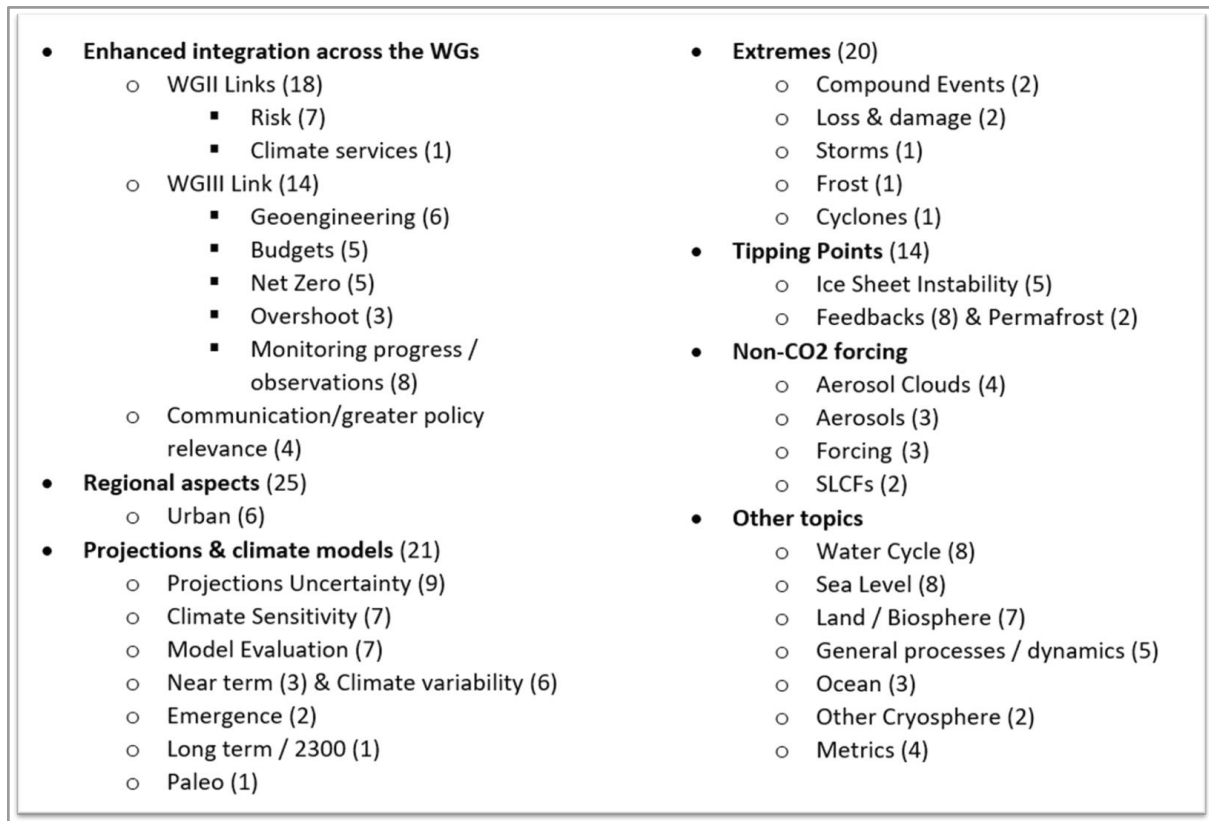 • Enhanced integration across the WGs
o WGII Links (18)
▪ Risk (7)
▪ Climate services (1)
o WGIII Link (14)
▪ Geoengineering (6)
▪ Budgets (5)
▪ Net Zero (5)
▪ Overshoot (3)
▪ Monitoring progress /
observations (8)
o Communication/greater policy
relevance (4)
• Regional aspects (25)
o Urban (6)
• Projections & climate models (21)
o Projections Uncertainty (9)
o Climate Sensitivity (7)
o Model Evaluation (7)
o Near term (3) & Climate variability (6)
o Emergence (2)
o Long term / 2300 (1)
o Paleo (1)
• Extremes (20)
o Compound Events (2)
o Loss & damage (2)
o Storms (1)
o Frost (1)
o Cyclones (1)
• Tipping Points (14)
o Ice Sheet Instability (5)
o Feedbacks (8) & Permafrost (2)
• Non-CO2 forcing
o Aerosol Clouds (4)
o Aerosols (3)
o Forcing (3)
o SLCFs (2)
• Other topics
o Water Cycle (8)
o Sea Level (8)
o Land / Biosphere (7)
o General processes / dynamics (5)
o Ocean (3)
o Other Cryosphere (2)
o Metrics (4)